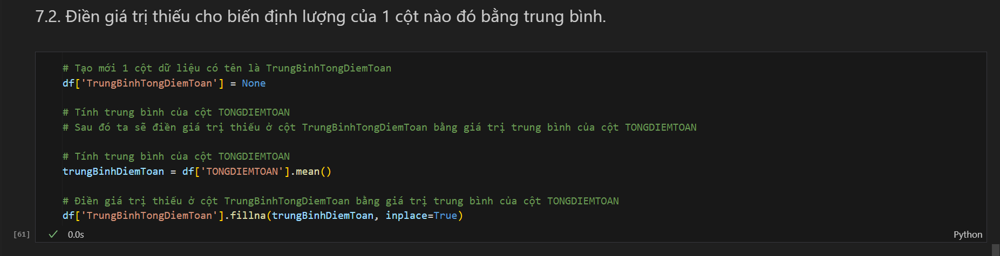 7.2. Điền giá trị thiếu cho biến định lượng của 1 cột nào đó bằng trung bình.
# Tạo mới 1 cột dữ liệu có tên là TrungBinhTongDiemToan
df['TrungBinhTongDiemToan'] = None
# Tính trung bình của cột TONGDIEMTOAN
# Sau đó ta sẽ điền giá trị thiếu ở cột TrungBinhTongDiemToan bằng giá trị trung bình của cột TONGDIEMTOAN
# Tính trung bình của cột TONGDIEMTOAN
trungBinhDiemToan = df['TONGDIEMTOAN'].mean()
# Điền giá trị thiếu ở cột TrungBinhTongDiemToan bằng giá trị trung bình của cột TONGDIEMTOAN
df['TrungBinhTongDiemToan'].fillna(trungBinhDiemToan, inplace=True)
[61] ✓ 0.0s Python